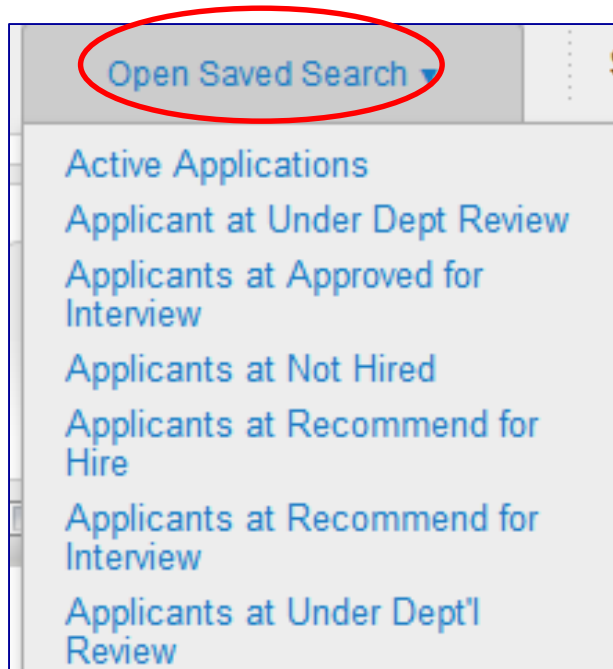 Open Saved Search ▼
Active Applications
Applicant at Under Dept Review
Applicants at Approved for
Interview
Applicants at Not Hired
Applicants at Recommend for
Hire
Applicants at Recommend for
Interview
Applicants at Under Dept'l
Review